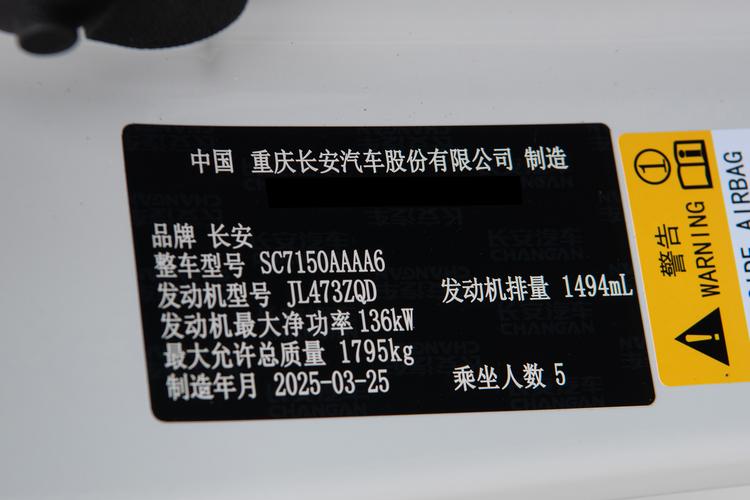 中国 重庆长安汽车股份有限公司 制造
品牌 长安
整车型号 SC7150AAAA6
发动机型号 JL473ZQD 发动机排量 1494mL
发动机最大净功率 136kW
最大允许总质量 1795kg
制造年月 2025-03-25 乘坐人数 5
警告
WARNING
AIRBAG